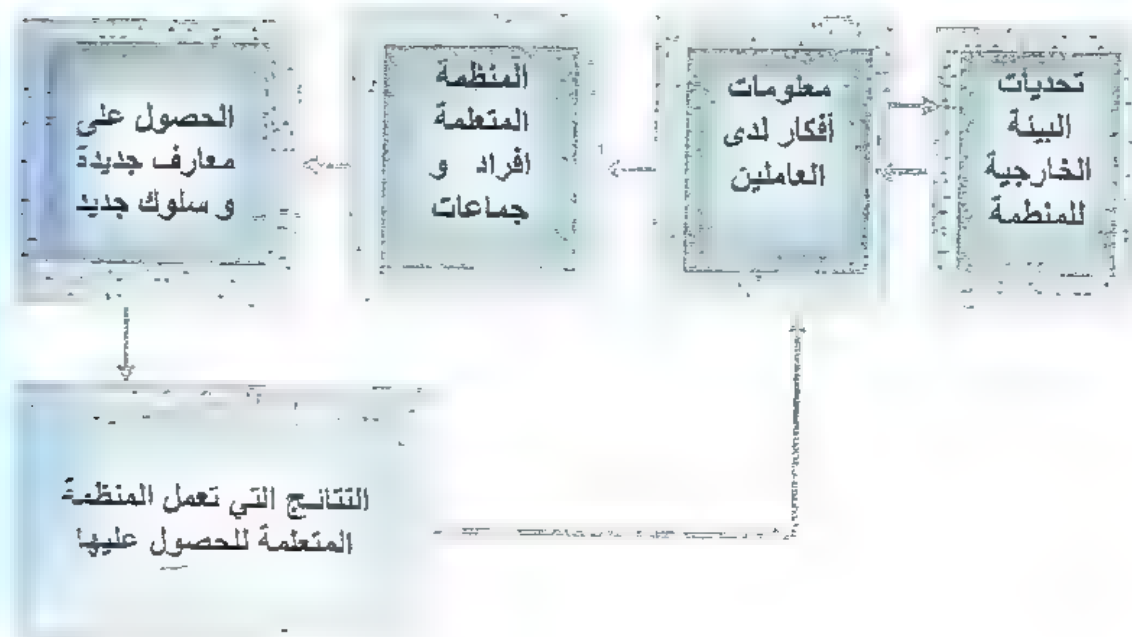 تحديات
البيئة
الخارجية
للمنظمة
معلومات
أفكار لدى
العاملين
المنظمة
المتعلمة
افراد و
جماعات
الحصول على
معارف جديدة
و سلوك جديد
النتائج التي تعمل المنظمة
المتعلمة للحصول عليها